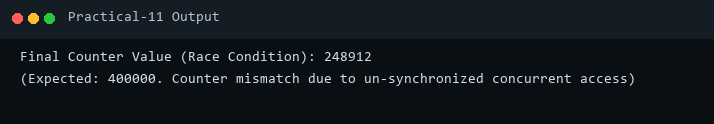 Practical-11 Output
Final Counter Value (Race Condition): 248912
(Expected: 400000. Counter mismatch due to un-synchronized concurrent access)